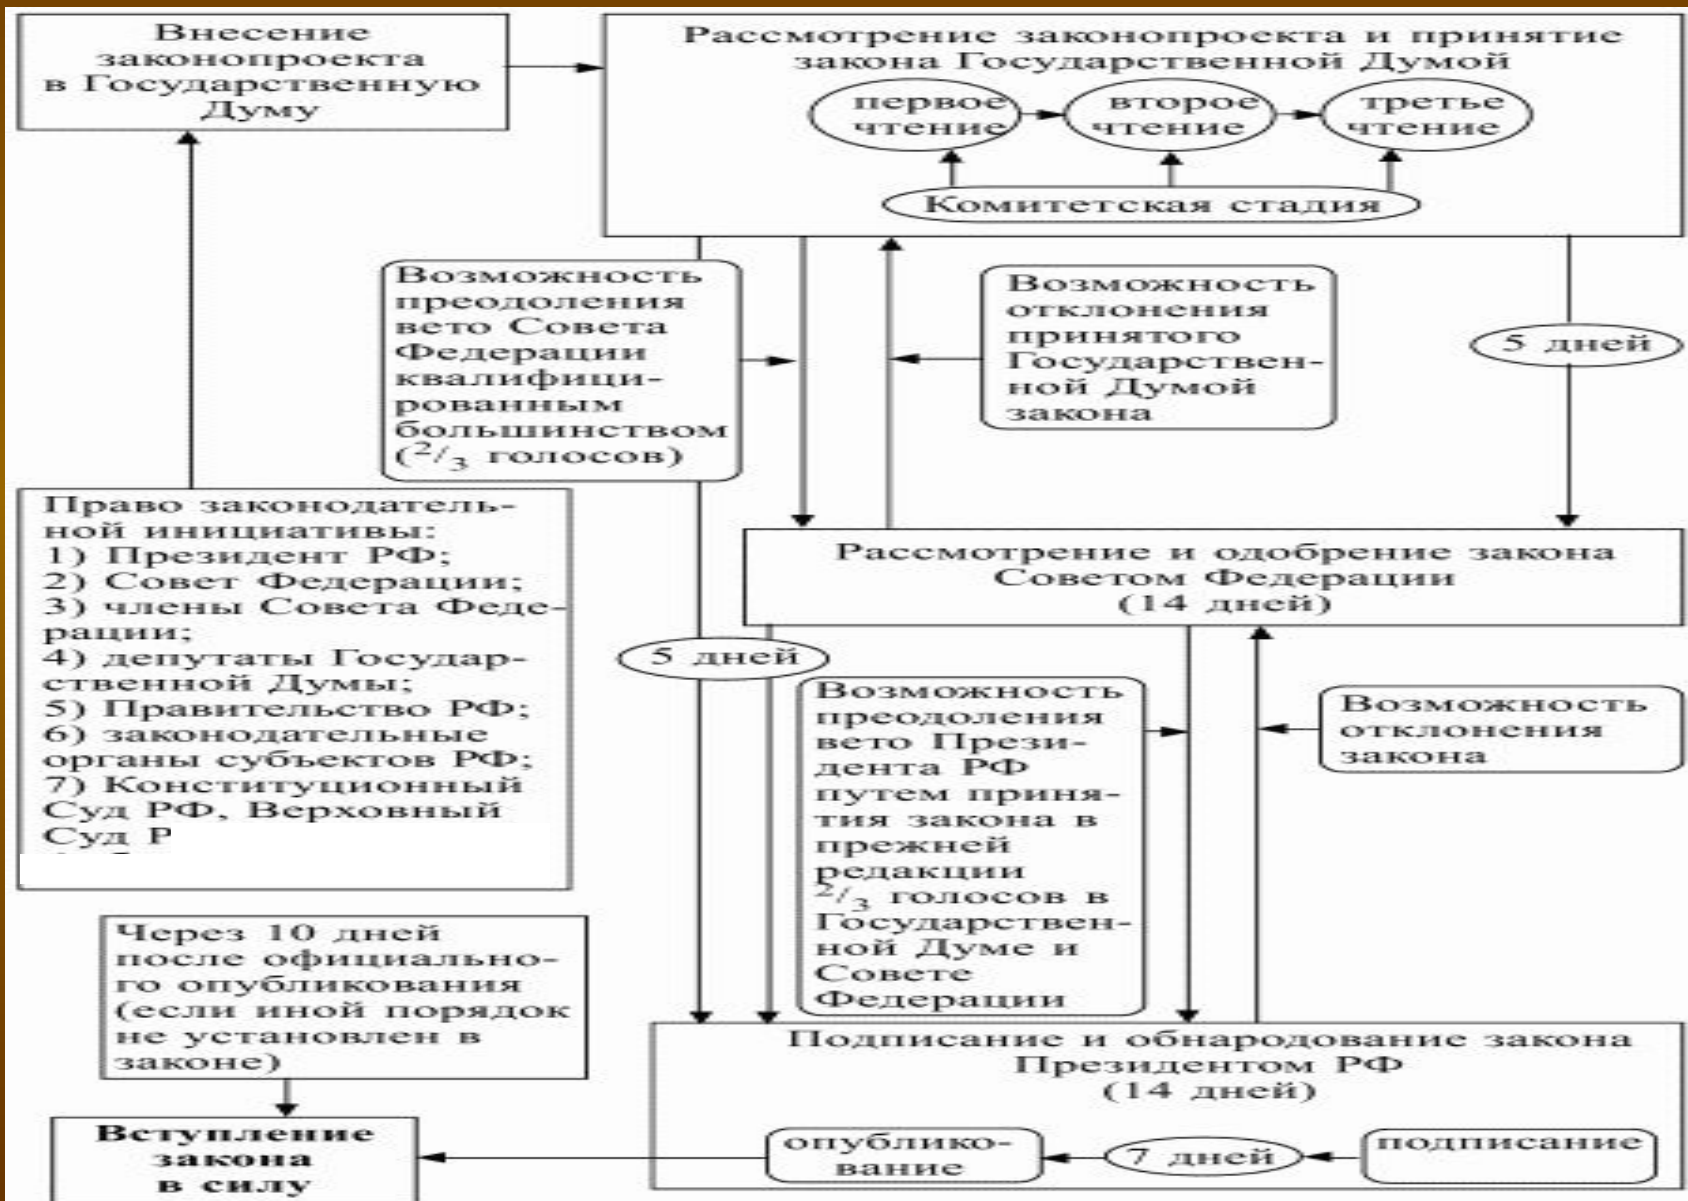 Внесение
законопроекта
в Государственную
Думу
Рассмотрение законопроекта и принятие
закона Государственной Думой
первое
чтение
второе
чтение
третье
чтение
Комитетская стадия
Возможность
преодоления
вето Совета
Федерации
квалифици-
рованным
большинством
(2/3 голосов)
Возможность
отклонения
принятого
Государствен-
ной Думой
закона
5 дней
Право законодатель-
ной инициативы:
1) Президент РФ;
2) Совет Федерации;
3) члены Совета Феде-
рации;
4) депутаты Государ-
ственной Думы;
5) Правительство РФ;
6) законодательные
органы субъектов РФ;
7) Конституционный
Суд РФ, Верховный
Суд Р
Рассмотрение и одобрение закона
Советом Федерации
(14 дней)
5 дней
Возможность
преодоления
вето Прези-
дента РФ
путем приня-
тия закона в
прежней
редакции
2/3 голосов в
Государствен-
ной Думе и
Совете
Федерации
Возможность
отклонения
закона
Через 10 дней
после официально-
го опубликования
(если иной порядок
не установлен в
законе)
Подписание и обнародование закона
Президентом РФ
(14 дней)
Вступление
закона
в силу
опублико-
вание
7 дней
подписание